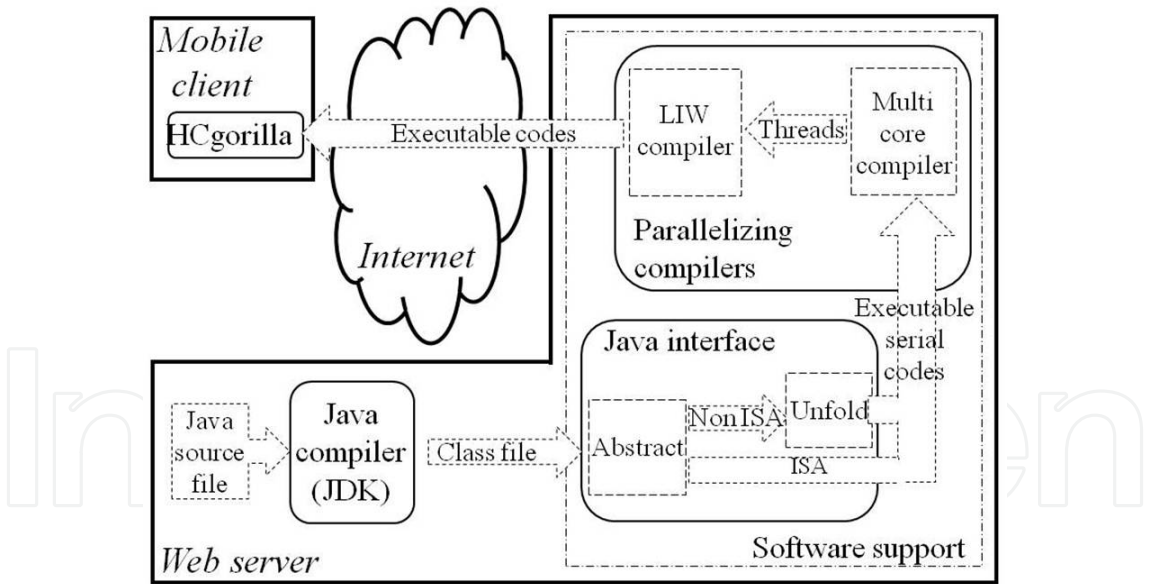 Mobile
client
HCgorilla
Internet
Executable codes
LIW
compiler
Threads
Multi
core
compiler
Parallelizing
compilers
Executable
serial
codes
Java interface
Abstract
Non ISA
Unfold
ISA
Java
source
file
Java
compiler
(JDK)
Class file
Web server
Software support